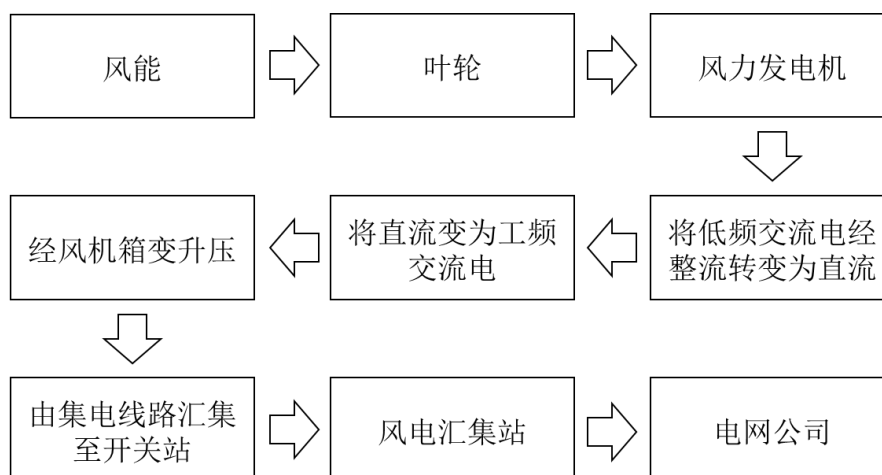 风能
叶轮
风力发电机
将低频交流电经
整流转变为直流
将直流变为工频
交流电
经风机箱变升压
由集电线路汇集
至开关站
风电汇集站
电网公司